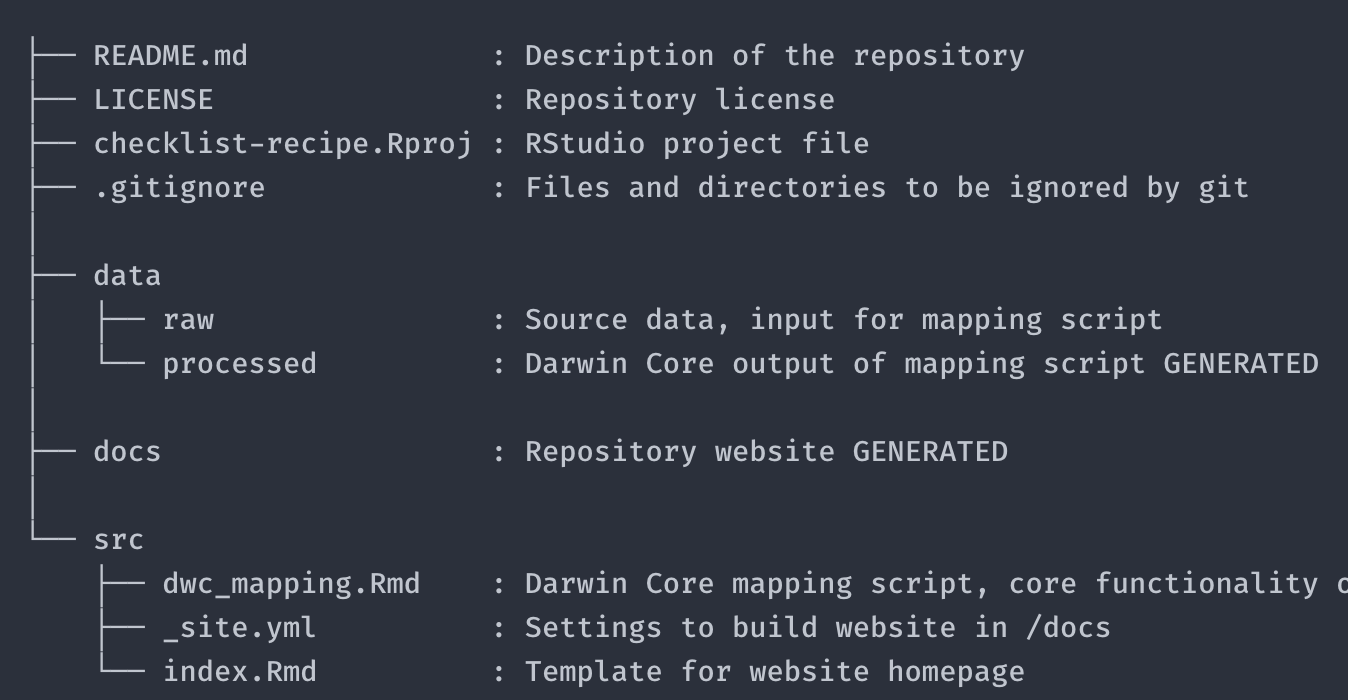 ├── README.md              : Description of the repository
├── LICENSE                : Repository license
├── checklist-recipe.Rproj : RStudio project file
├── .gitignore             : Files and directories to be ignored by git
│
├── data
│   ├── raw                : Source data, input for mapping script
│   └── processed          : Darwin Core output of mapping script GENERATED
│
├── docs                   : Repository website GENERATED
│
└── src
    ├── dwc_mapping.Rmd    : Darwin Core mapping script, core functionality
    ├── _site.yml          : Settings to build website in /docs
    └── index.Rmd          : Template for website homepage